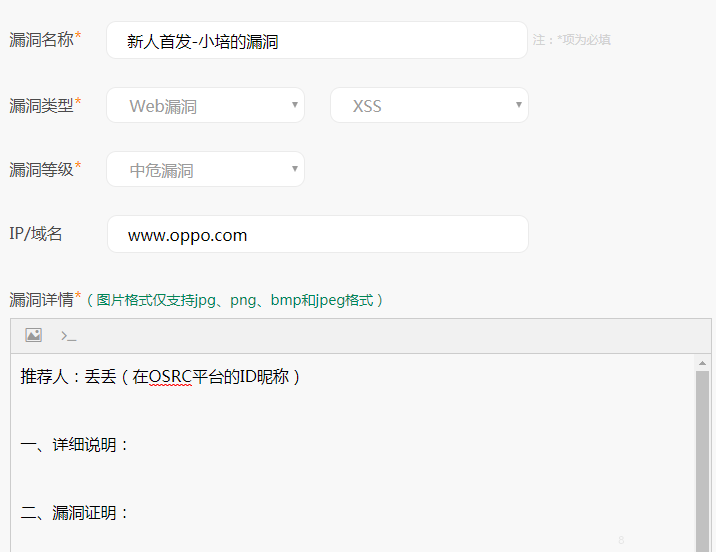 漏洞名称* 新人首发-小培的漏洞 注：*项为必填
漏洞类型* Web漏洞 XSS
漏洞等级* 中危漏洞
IP/域名 www.oppo.com
漏洞详情*（图片格式仅支持jpg、png、bmp和jpeg格式）
推荐人：丢丢（在OSRC平台的ID昵称）
一、详细说明：
二、漏洞证明：
8